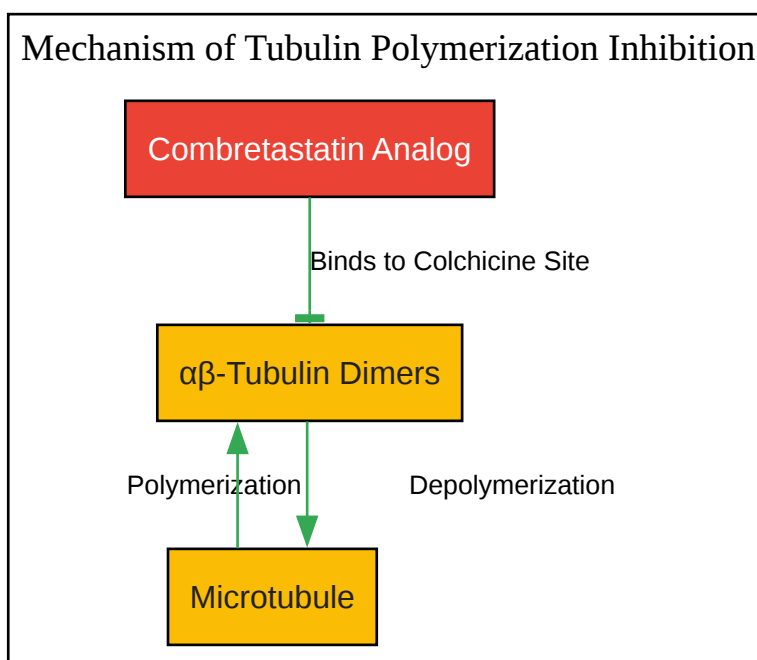 Mechanism of Tubulin Polymerization Inhibition
Combretastatin Analog
Binds to Colchicine Site
αβ-Tubulin Dimers
Polymerization
Depolymerization
Microtubule